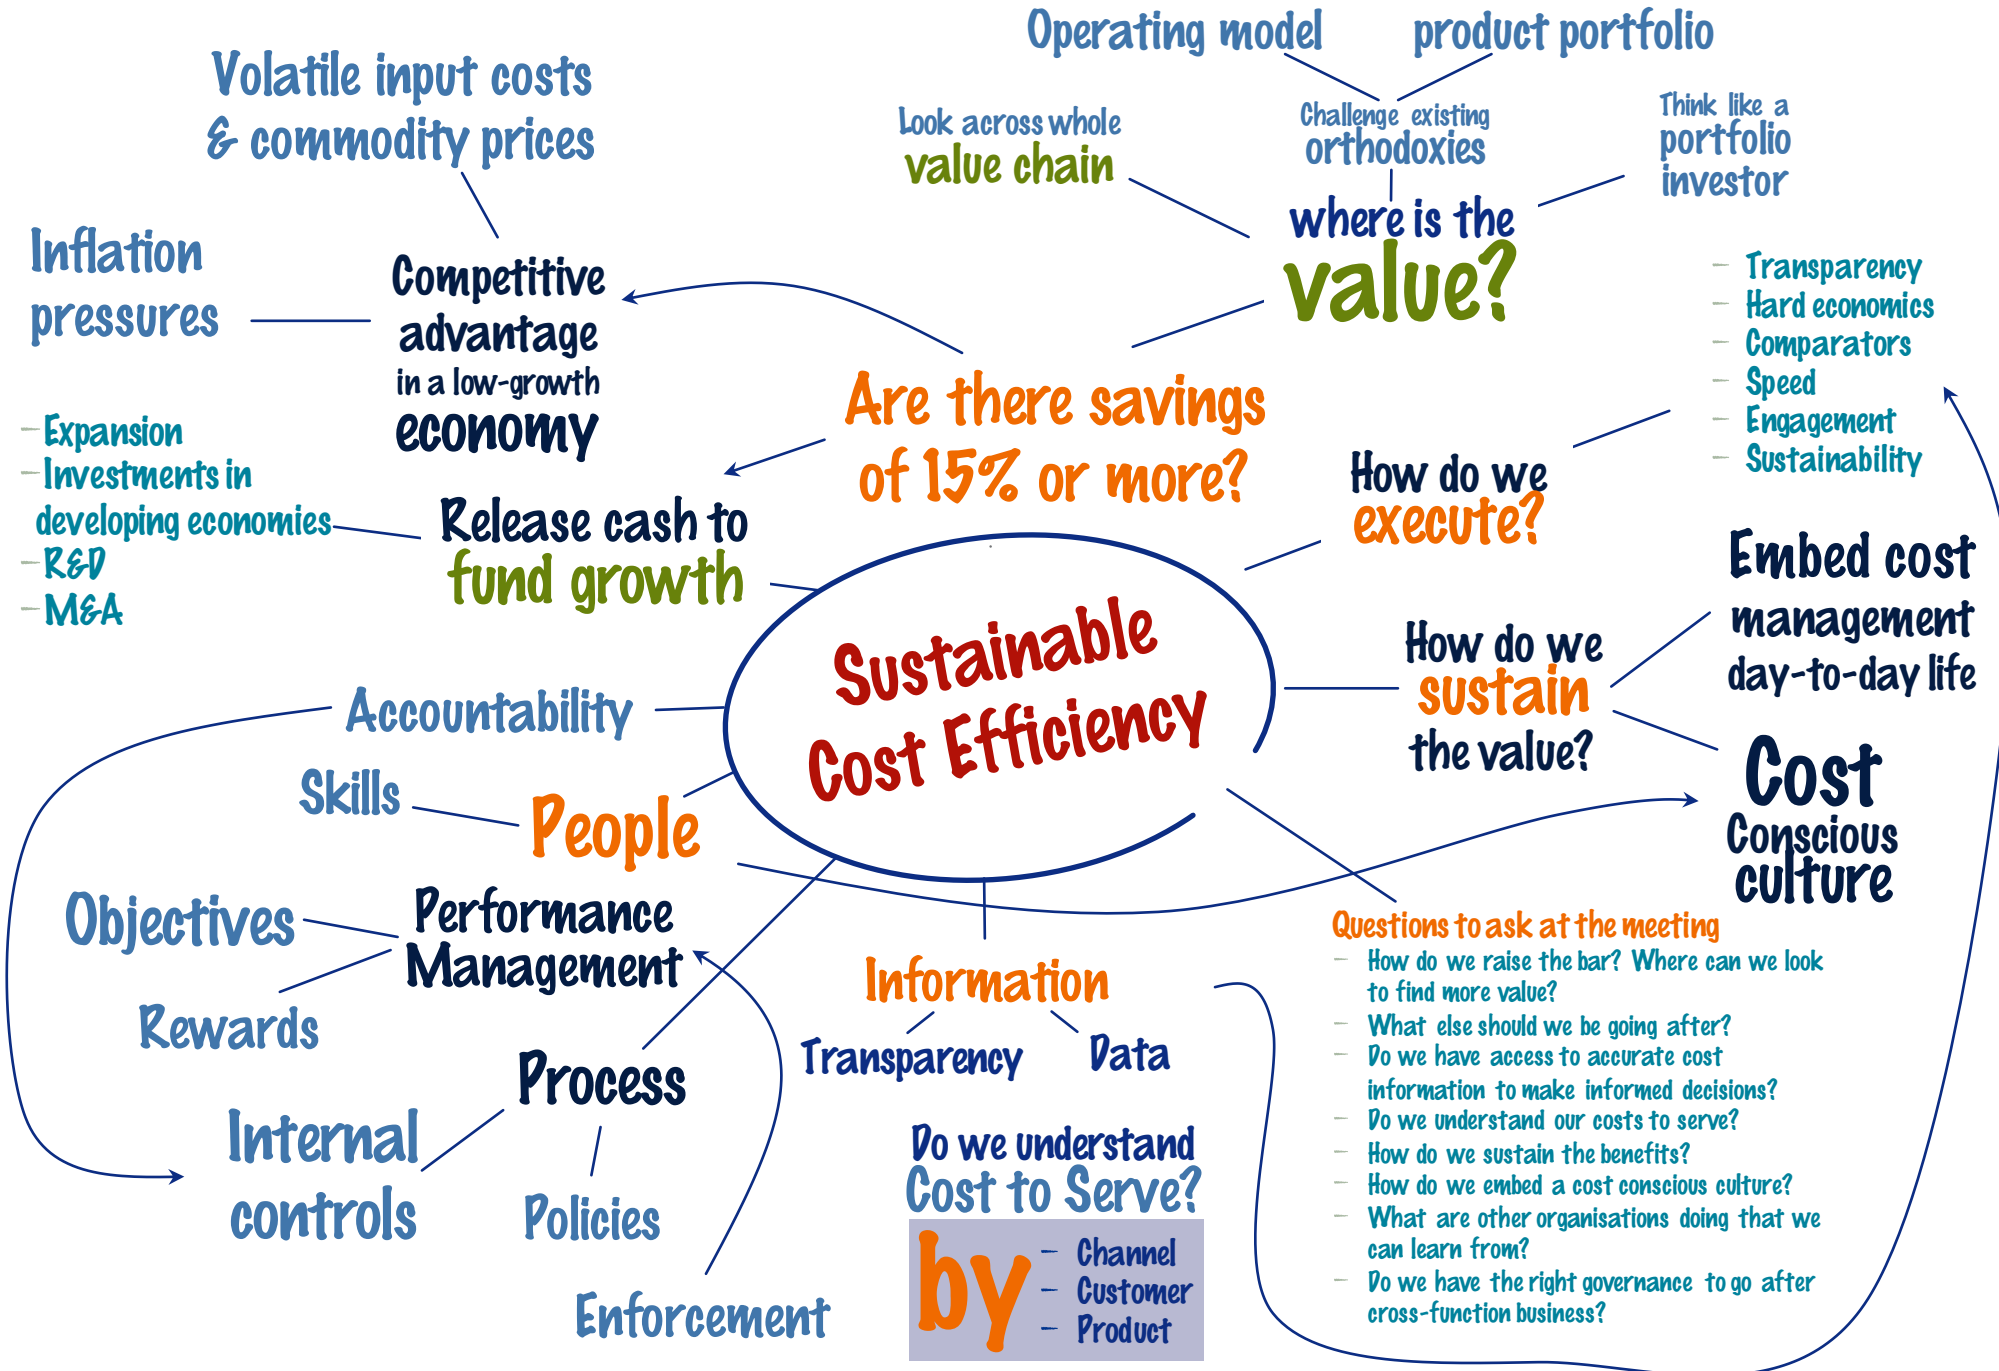 Operating model
product portfolio
Volatile input costs
& commodity prices
Look across whole
value chain
Challenge existing
orthodoxies
Think like a
portfolio
investor
where is the
value?
Inflation
pressures
Competitive
advantage
in a low-growth
economy
– Transparency
– Hard economics
– Comparators
– Speed
– Engagement
– Sustainability
Are there savings
of 15% or more?
– Expansion
– Investments in
developing economies
– R&D
– M&A
Release cash to
fund growth
How do we
execute?
Embed cost
management
day-to-day life
Sustainable
Cost Efficiency
How do we
sustain
the value?
Accountability
Skills
People
Cost
Conscious
culture
Objectives
Performance
Management
Rewards
Information
Transparency
Data
Process
Internal
controls
Policies
Enforcement
Do we understand
Cost to Serve?
by
– Channel
– Customer
– Product
Questions to ask at the meeting
– How do we raise the bar? Where can we look
to find more value?
– What else should we be going after?
– Do we have access to accurate cost
information to make informed decisions?
– Do we understand our costs to serve?
– How do we sustain the benefits?
– How do we embed a cost conscious culture?
– What are other organisations doing that we
can learn from?
– Do we have the right governance to go after
cross-function business?